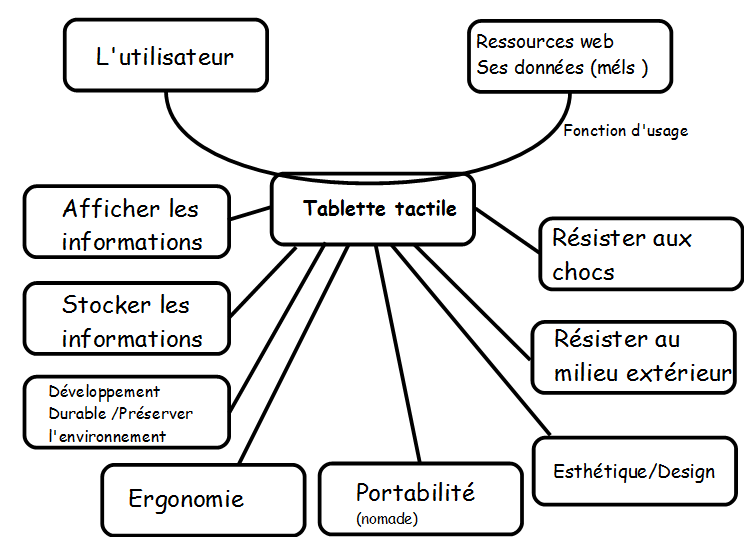 L'utilisateur
Ressources web
Ses données (méls )
Fonction d'usage
Tablette tactile
Afficher les
informations
Résister aux
chocs
Stocker les
informations
Résister au
milieu extérieur
Développement
Durable /Préserver
l'environnement
Esthétique/Design
Ergonomie
Portabilité
(nomade)